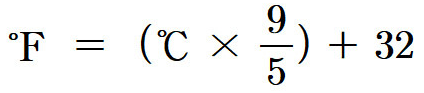 ℉ = (℃ × 9/5) + 32